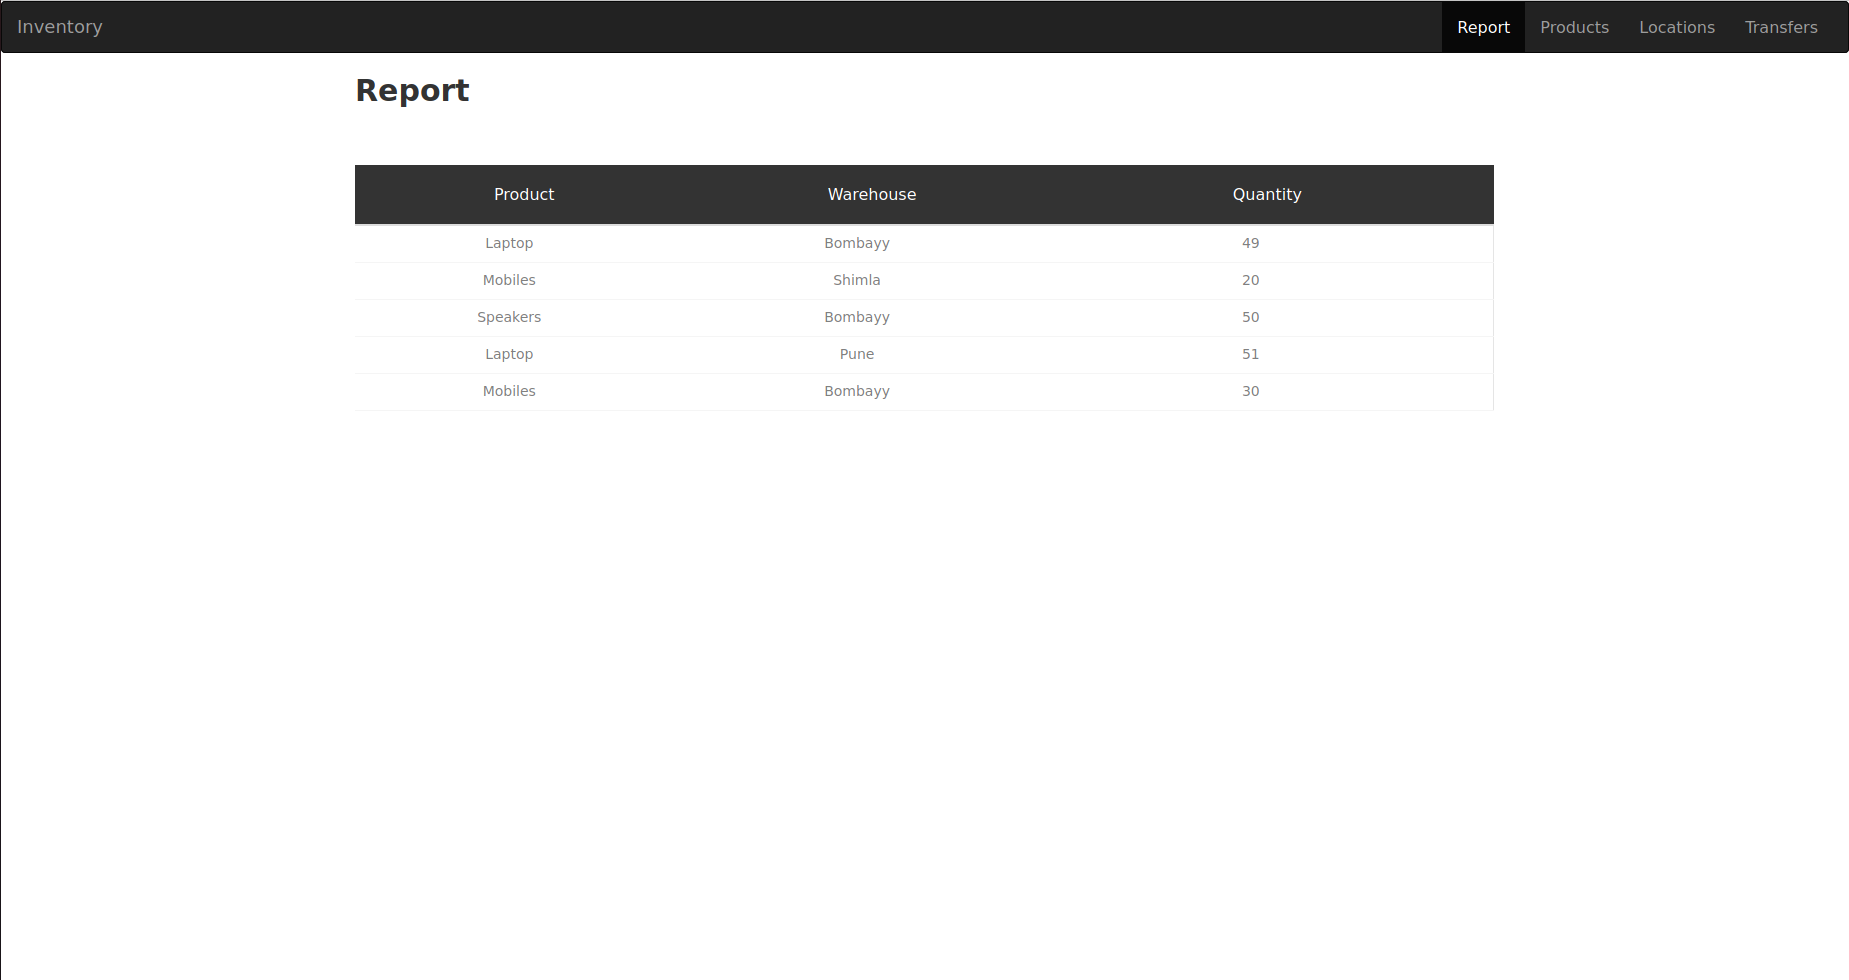 Inventory Report Products Locations Transfers
Report
Product Warehouse Quantity
Laptop Bombayy 49
Mobiles Shimla 20
Speakers Bombayy 50
Laptop Pune 51
Mobiles Bombayy 30